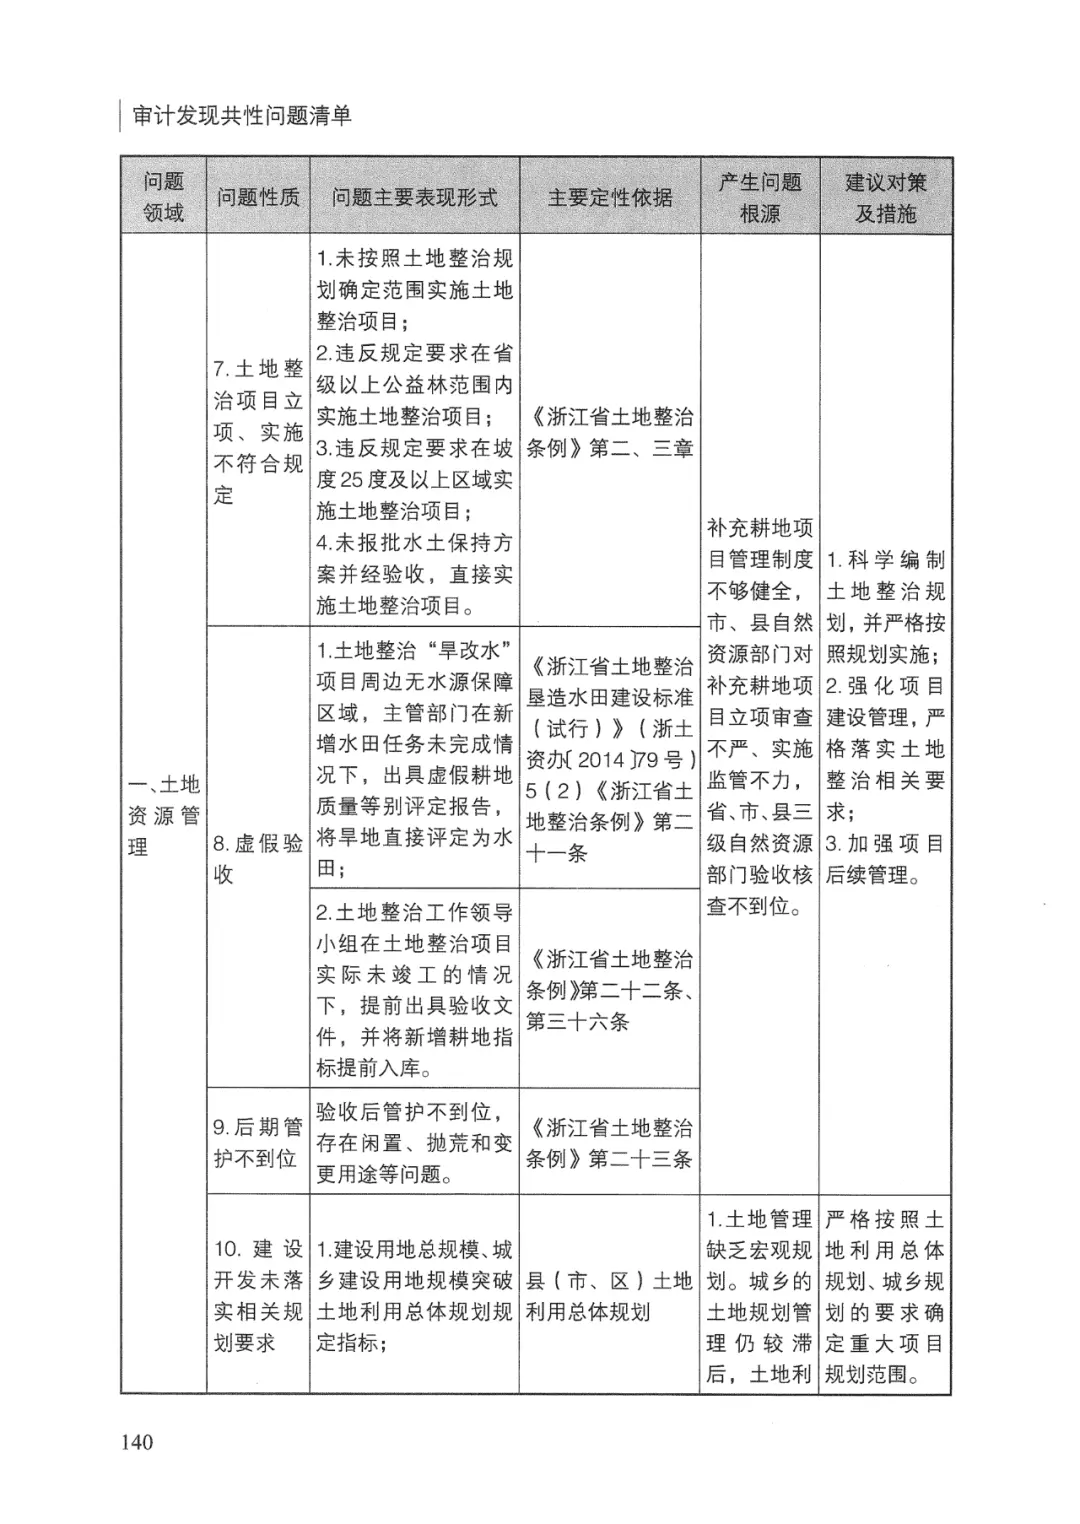 审计发现共性问题清单
问题
领域
问题性质
问题主要表现形式
主要定性依据
产生问题
根源
建议对策
及措施
一、土地
资源管
理
7.土地整
治项目立
项、实施
不符合规
定
1.未按照土地整治规
划确定范围实施土地
整治项目；
2.违反规定要求在省
级以上公益林范围内
实施土地整治项目；
3.违反规定要求在坡
度25度及以上区域实
施土地整治项目；
4.未报批水土保持方
案并经验收，直接实
施土地整治项目。
《浙江省土地整治
条例》第二、三章
补充耕地项
目管理制度
不够健全，
市、县自然
资源部门对
补充耕地项
目立项审查
不严、实施
监管不力，
省、市、县三
级自然资源
部门验收核
查不到位。
1.科学编制
土地整治规
划，并严格按
照规划实施；
2.强化项目
建设管理，严
格落实土地
整治相关要
求；
3.加强项目
后续管理。
8.虚假验
收
1.土地整治“旱改水”
项目周边无水源保障
区域，主管部门在新
增水田任务未完成情
况下，出具虚假耕地
质量等别评定报告，
将旱地直接评定为水
田；
《浙江省土地整治
垦造水田建设标准
（试行）》（浙土
资办〔2014〕79号）
5（2）《浙江省土
地整治条例》第二
十一条
2.土地整治工作领导
小组在土地整治项目
实际未竣工的情况
下，提前出具验收文
件，并将新增耕地指
标提前入库。
《浙江省土地整治
条例》第二十二条、
第三十六条
9.后期管
护不到位
验收后管护不到位，
存在闲置、抛荒和变
更用途等问题。
《浙江省土地整治
条例》第二十三条
10.建设
开发未落
实相关规
划要求
1.建设用地总规模、城
乡建设用地规模突破
土地利用总体规划规
定指标；
县（市、区）土地
利用总体规划
1.土地管理
缺乏宏观规
划。城乡的
土地规划管
理仍较滞
后，土地利
严格按照土
地利用总体
规划、城乡规
划的要求确
定重大项目
规划范围。
140